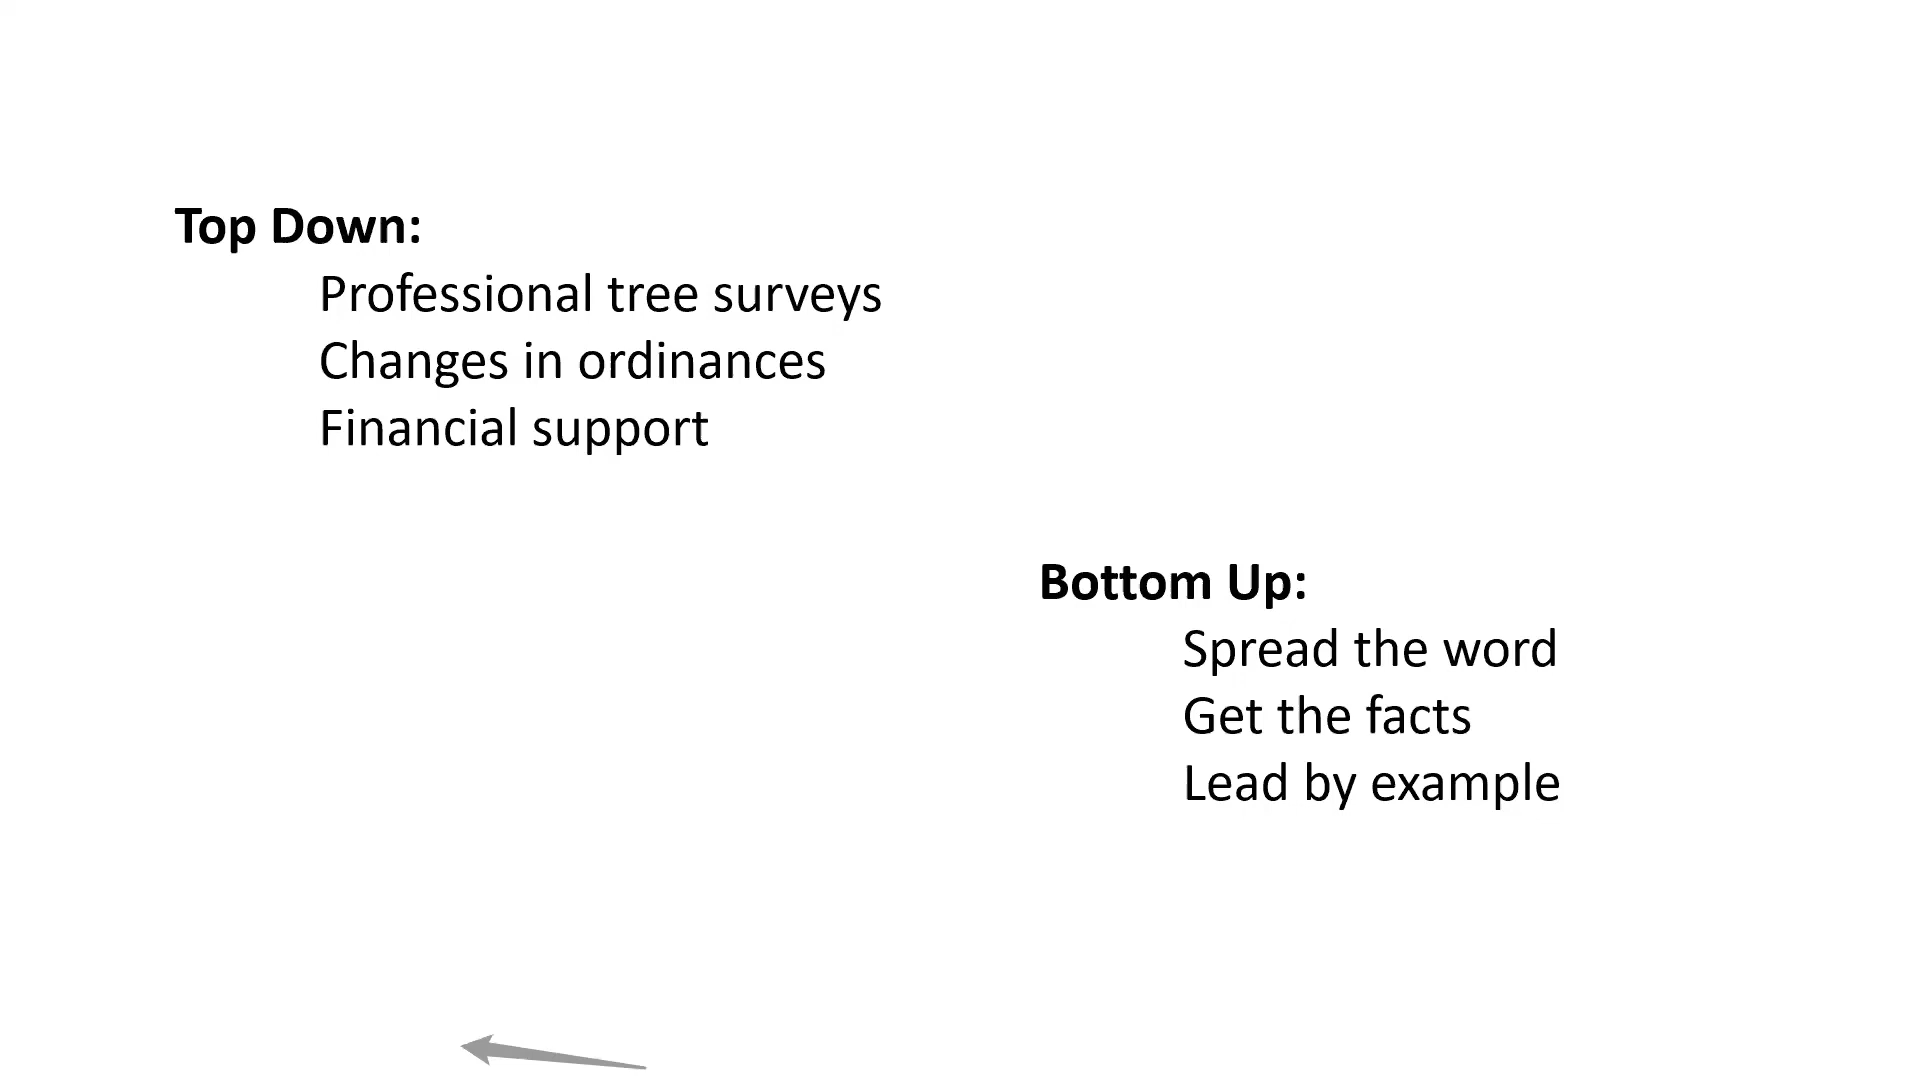 Top Down:
Professional tree surveys
Changes in ordinances
Financial support
Bottom Up:
Spread the word
Get the facts
Lead by example